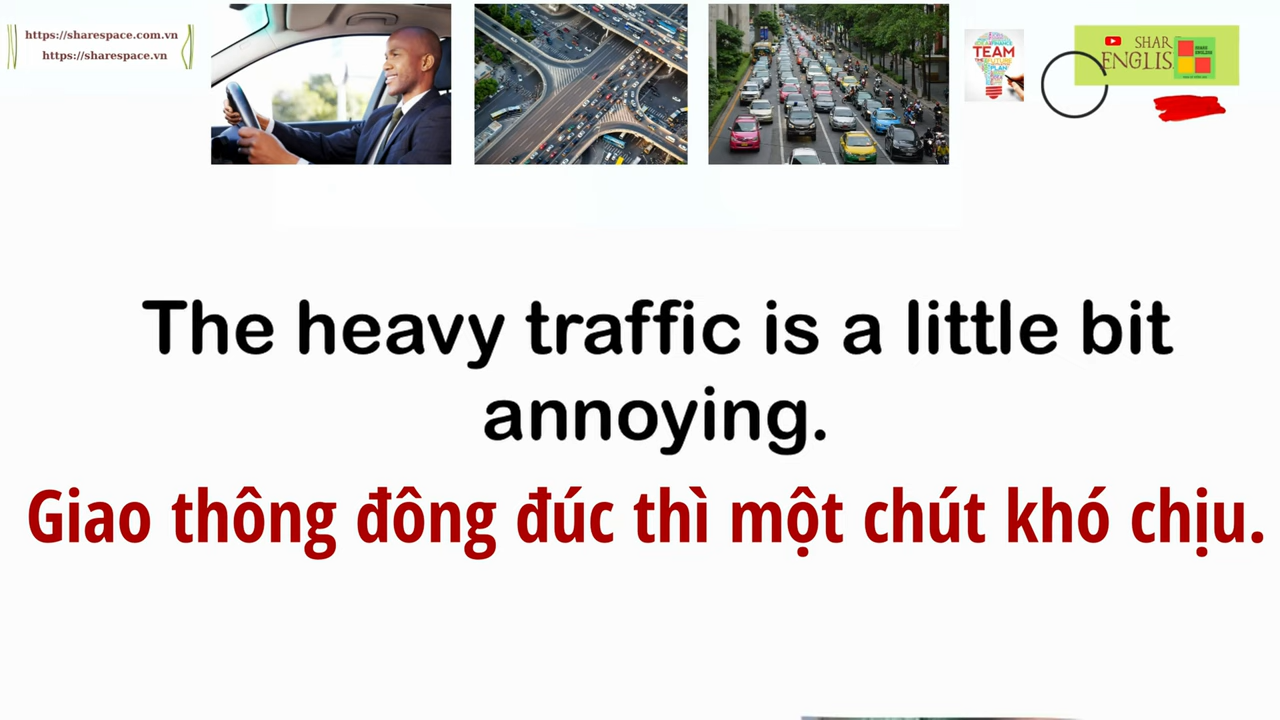 https://sharespace.com.vn
https://sharespace.vn
TEAM
PLAN
SHAR
ENGLIS
The heavy traffic is a little bit
annoying.
Giao thông đông đúc thì một chút khó chịu.